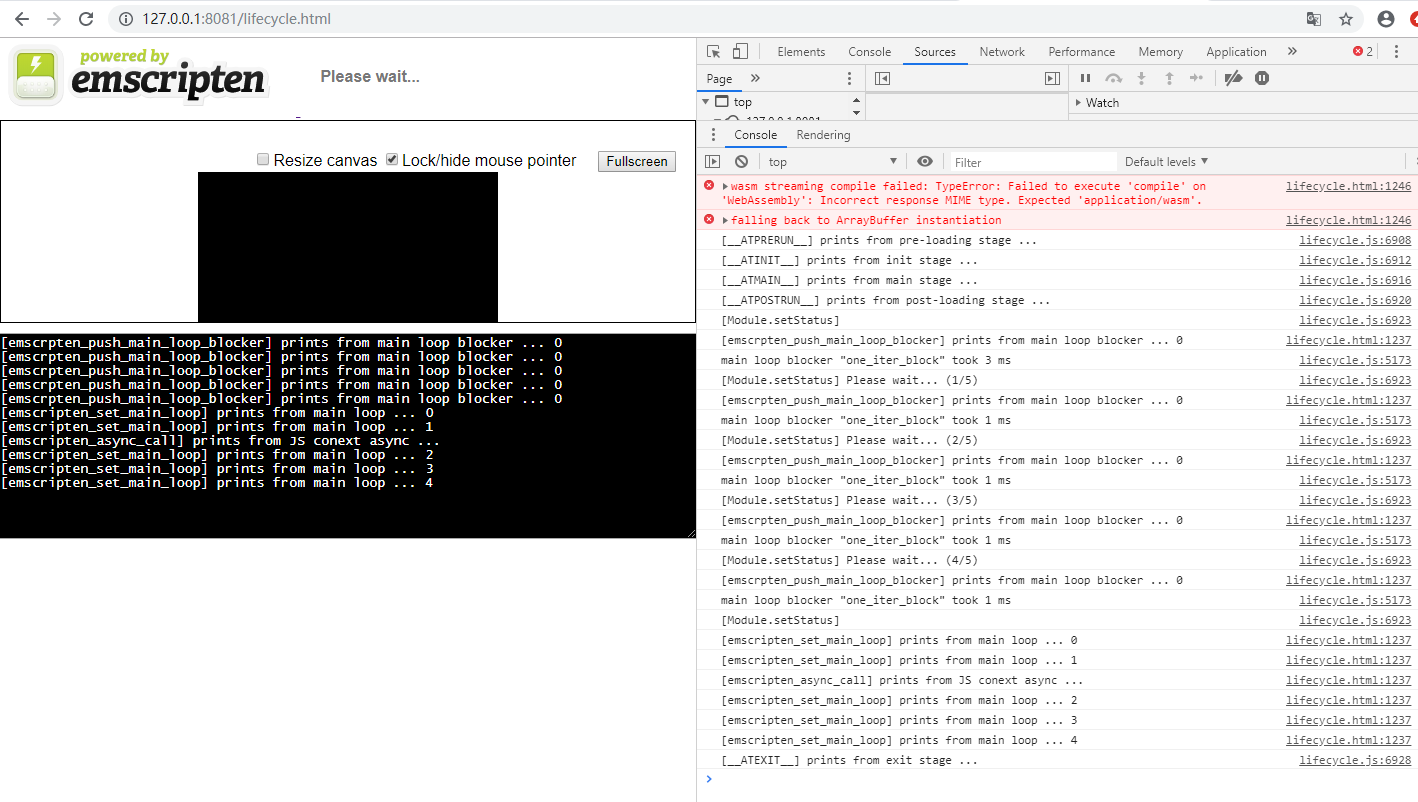 127.0.0.1:8081/lifecycle.html
powered by
emscripten
Please wait...
Resize canvas Lock/hide mouse pointer Fullscreen
[emscrpten_push_main_loop_blocker] prints from main loop blocker ... 0
[emscrpten_push_main_loop_blocker] prints from main loop blocker ... 0
[emscrpten_push_main_loop_blocker] prints from main loop blocker ... 0
[emscrpten_push_main_loop_blocker] prints from main loop blocker ... 0
[emscrpten_push_main_loop_blocker] prints from main loop blocker ... 0
[emscripten_set_main_loop] prints from main loop ... 0
[emscripten_set_main_loop] prints from main loop ... 1
[emscripten_async_call] prints from JS conext async ...
[emscripten_set_main_loop] prints from main loop ... 2
[emscripten_set_main_loop] prints from main loop ... 3
[emscripten_set_main_loop] prints from main loop ... 4
Elements Console Sources Network Performance Memory Application » 2
Page »
top
127.0.0.1:8081
Watch
Console Rendering
top Filter Default levels
wasm streaming compile failed: TypeError: Failed to execute 'compile' on lifecycle.html:1246
'WebAssembly': Incorrect response MIME type. Expected 'application/wasm'.
falling back to ArrayBuffer instantiation lifecycle.html:1246
[__ATPRERUN__] prints from pre-loading stage ... lifecycle.js:6908
[__ATINIT__] prints from init stage ... lifecycle.js:6912
[__ATMAIN__] prints from main stage ... lifecycle.js:6916
[__ATPOSTRUN__] prints from post-loading stage ... lifecycle.js:6920
[Module.setStatus] lifecycle.js:6923
[emscrpten_push_main_loop_blocker] prints from main loop blocker ... 0 lifecycle.html:1237
main loop blocker "one_iter_block" took 3 ms lifecycle.js:5173
[Module.setStatus] Please wait... (1/5) lifecycle.js:6923
[emscrpten_push_main_loop_blocker] prints from main loop blocker ... 0 lifecycle.html:1237
main loop blocker "one_iter_block" took 1 ms lifecycle.js:5173
[Module.setStatus] Please wait... (2/5) lifecycle.js:6923
[emscrpten_push_main_loop_blocker] prints from main loop blocker ... 0 lifecycle.html:1237
main loop blocker "one_iter_block" took 1 ms lifecycle.js:5173
[Module.setStatus] Please wait... (3/5) lifecycle.js:6923
[emscrpten_push_main_loop_blocker] prints from main loop blocker ... 0 lifecycle.html:1237
main loop blocker "one_iter_block" took 1 ms lifecycle.js:5173
[Module.setStatus] Please wait... (4/5) lifecycle.js:6923
[emscrpten_push_main_loop_blocker] prints from main loop blocker ... 0 lifecycle.html:1237
main loop blocker "one_iter_block" took 1 ms lifecycle.js:5173
[Module.setStatus] lifecycle.js:6923
[emscripten_set_main_loop] prints from main loop ... 0 lifecycle.html:1237
[emscripten_set_main_loop] prints from main loop ... 1 lifecycle.html:1237
[emscripten_async_call] prints from JS conext async ... lifecycle.html:1237
[emscripten_set_main_loop] prints from main loop ... 2 lifecycle.html:1237
[emscripten_set_main_loop] prints from main loop ... 3 lifecycle.html:1237
[emscripten_set_main_loop] prints from main loop ... 4 lifecycle.html:1237
[__ATEXIT__] prints from exit stage ... lifecycle.js:6928